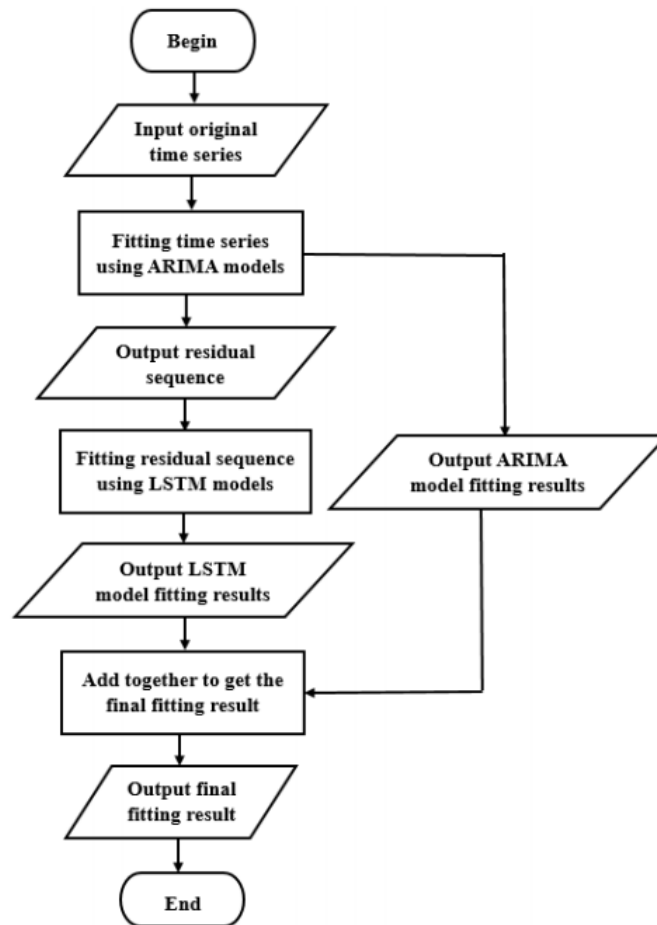 Begin
Input original
time series
Fitting time series
using ARIMA models
Output residual
sequence
Fitting residual sequence
using LSTM models
Output ARIMA
model fitting results
Output LSTM
model fitting results
Add together to get the
final fitting result
Output final
fitting result
End